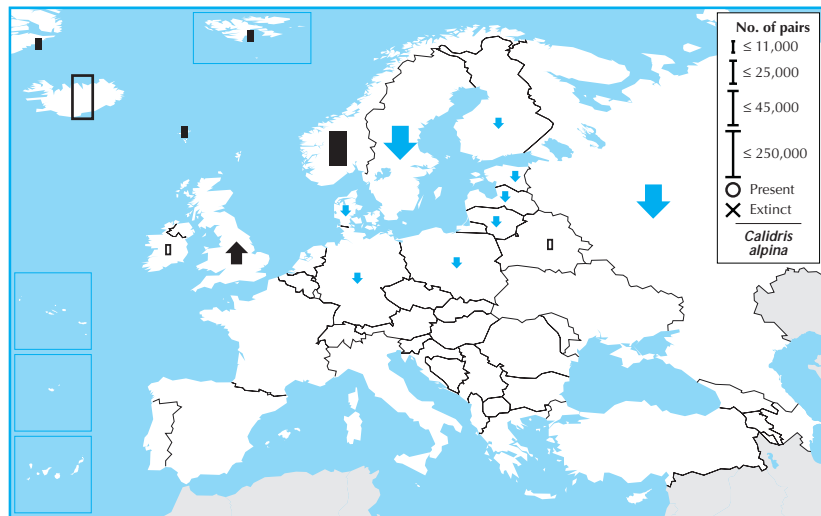 No. of pairs
≤ 11,000
≤ 25,000
≤ 45,000
≤ 250,000
Present
Extinct
Calidris
alpina